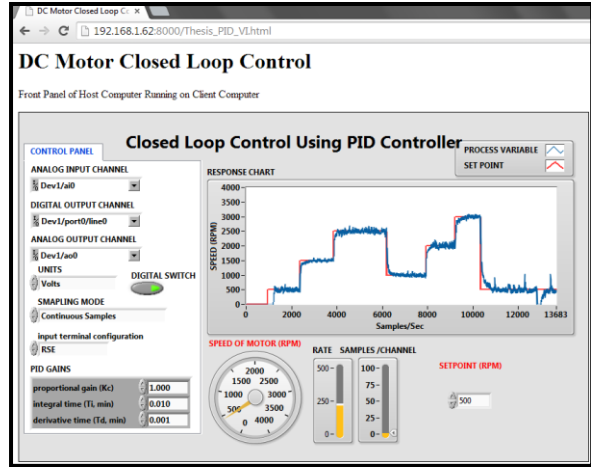 DC Motor Closed Loop Co
192.168.1.62:8000/Thesis_PID_VI.html
DC Motor Closed Loop Control
Front Panel of Host Computer Running on Client Computer
Closed Loop Control Using PID Controller
CONTROL PANEL
ANALOG INPUT CHANNEL
Dev1/ai0
DIGITAL OUTPUT CHANNEL
Dev1/port0/line0
ANALOG OUTPUT CHANNEL
Dev1/ao0
UNITS
Volts
DIGITAL SWITCH
SMAPLING MODE
Continuous Samples
input terminal configuration
RSE
PID GAINS
proportional gain (Kc) 1.000
integral time (Ti, min) 0.010
derivative time (Td, min) 0.001
PROCESS VARIABLE
SET POINT
RESPONSE CHART
SPEED (RPM)
4000
3500
3000
2500
2000
1500
1000
500
0
0 2000 4000 6000 8000 10000 12000 13683
Samples/Sec
SPEED OF MOTOR (RPM)
2000
1500 2500
1000 3000
500 3500
0 4000
RATE SAMPLES /CHANNEL
500 100
75
250 50
25
0 0
SETPOINT (RPM)
500